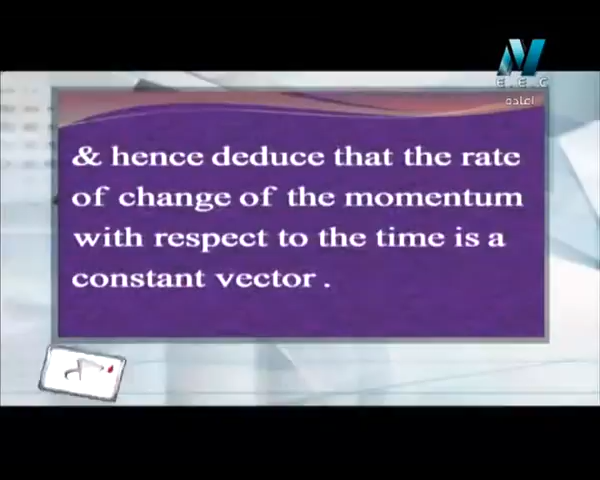 N
E.E.C
اعادة
& hence deduce that the rate
of change of the momentum
with respect to the time is a
constant vector .